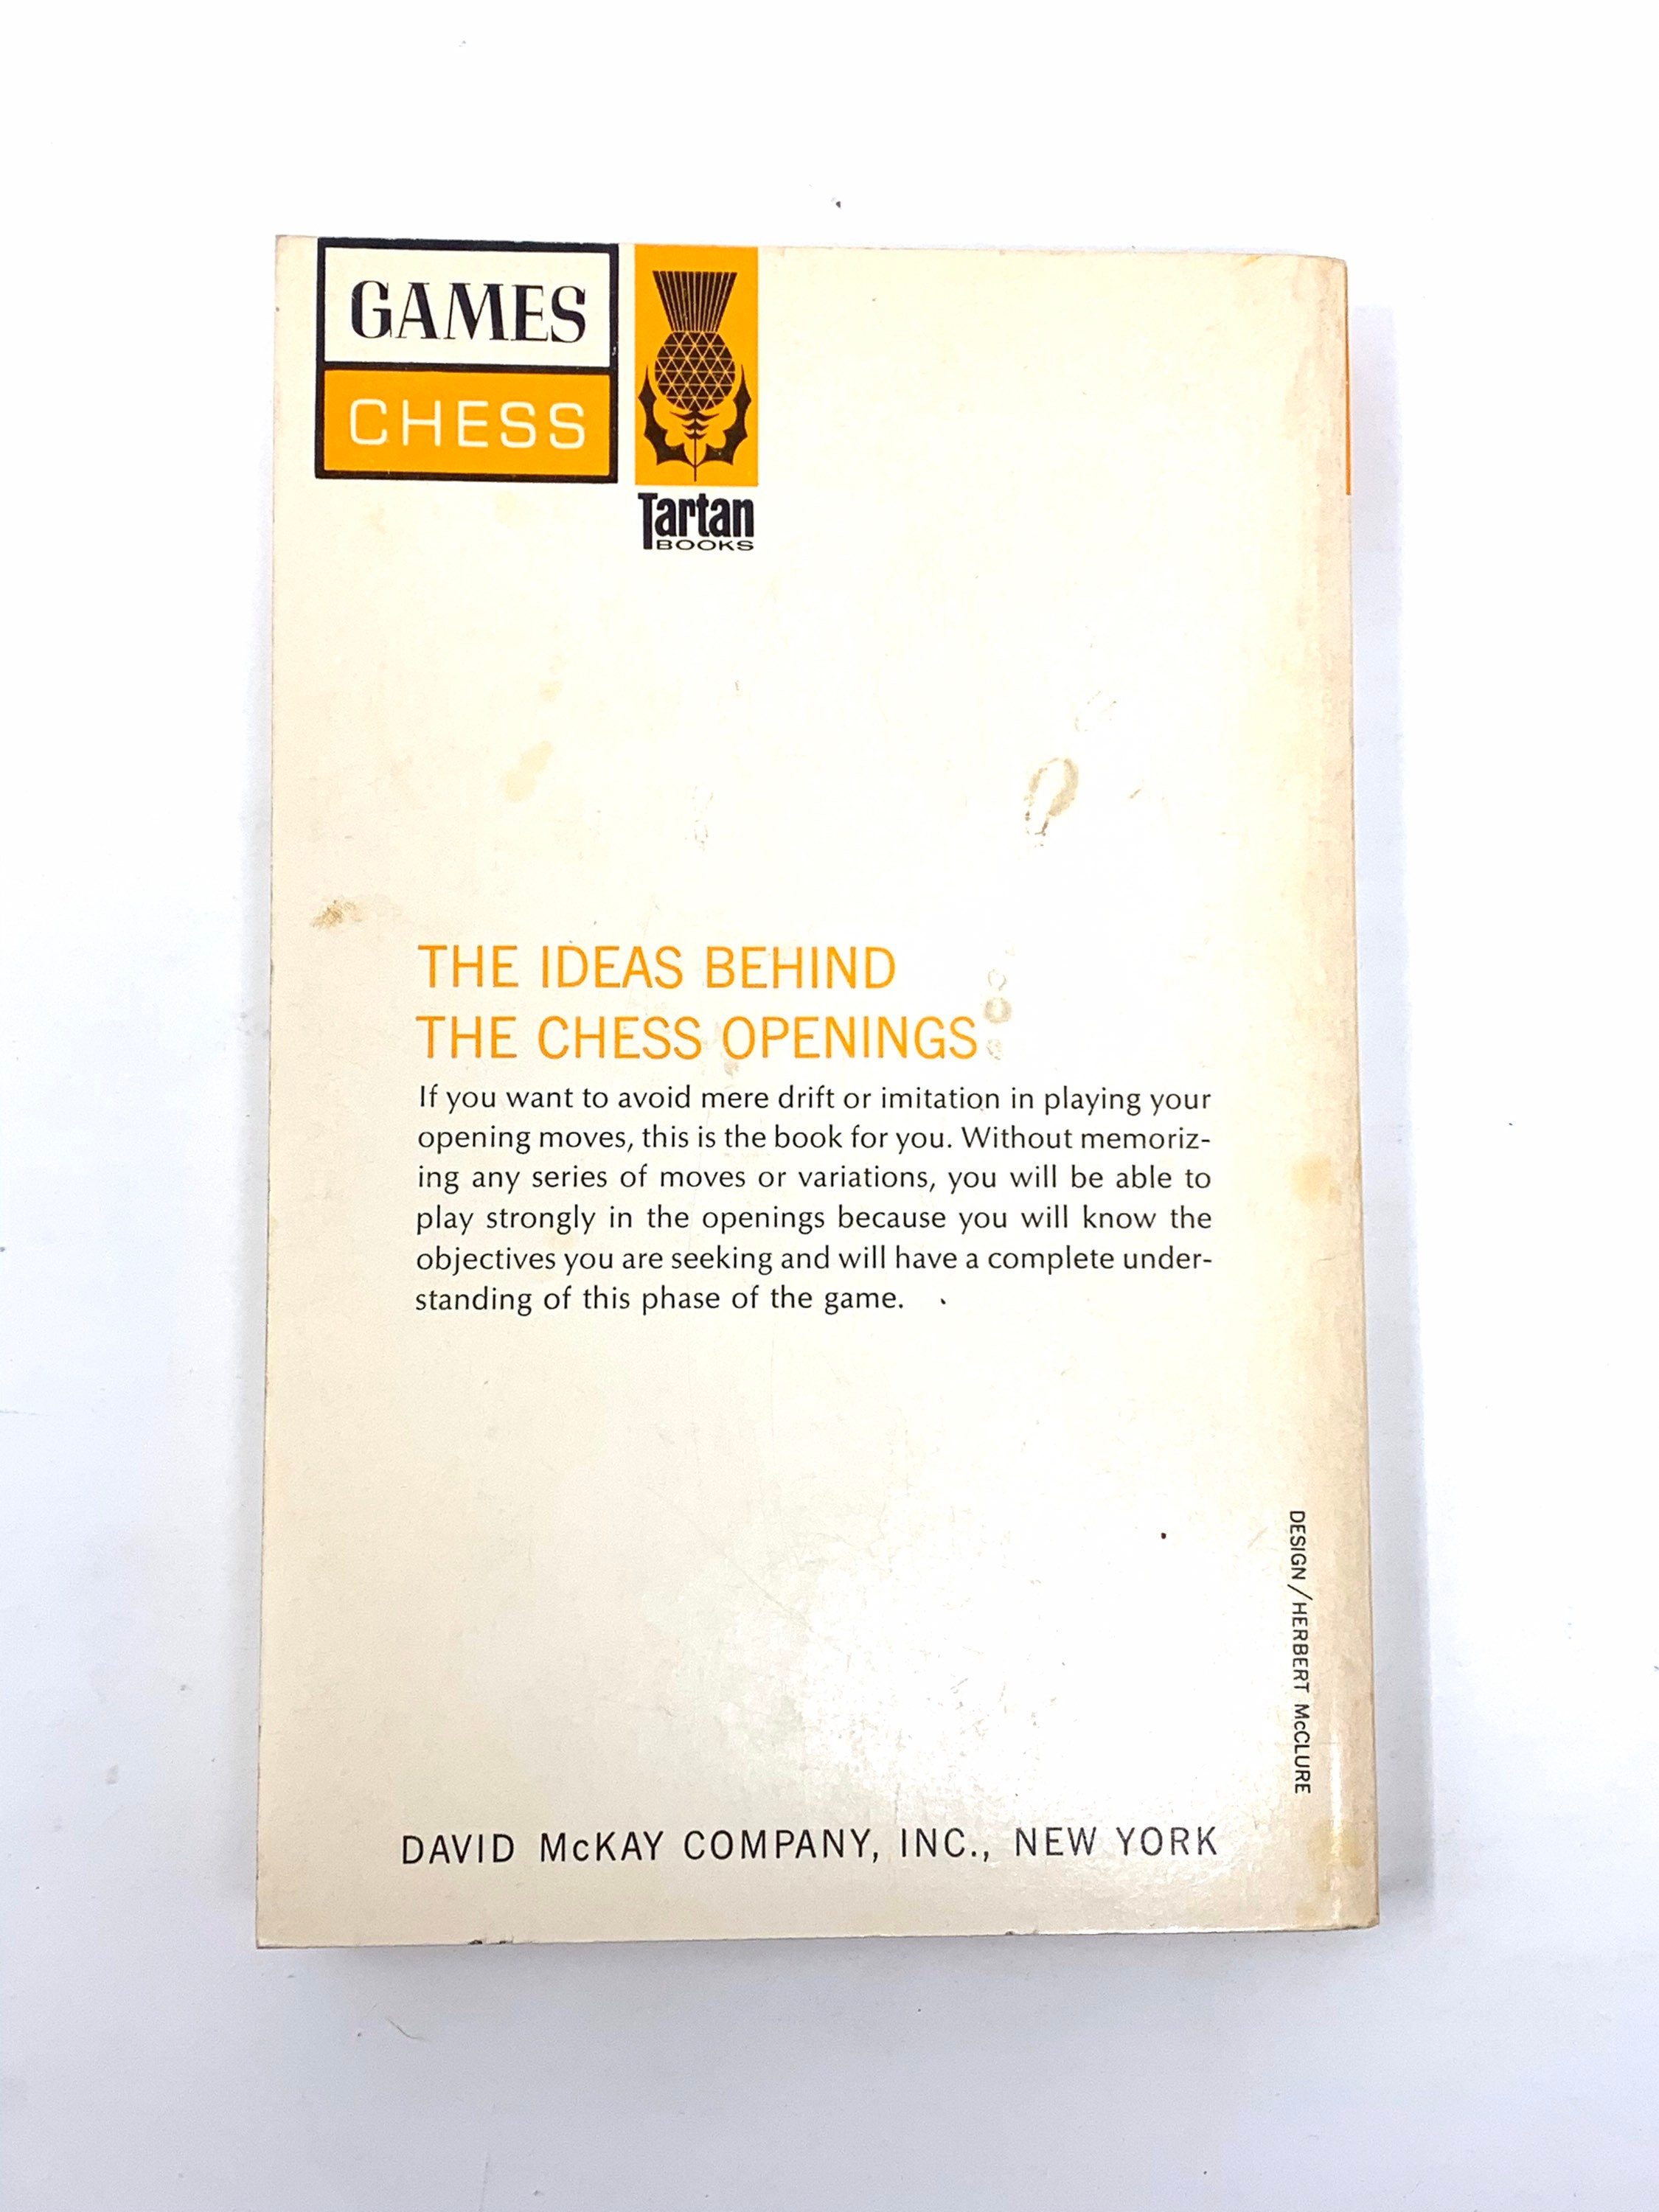 GAMES
CHESS
Tartan
BOOKS
THE IDEAS BEHIND
THE CHESS OPENINGS
If you want to avoid mere drift or imitation in playing your
opening moves, this is the book for you. Without memoriz-
ing any series of moves or variations, you will be able to
play strongly in the openings because you will know the
objectives you are seeking and will have a complete under-
standing of this phase of the game.
DESIGN/HERBERT McCLURE
DAVID McKAY COMPANY, INC., NEW YORK